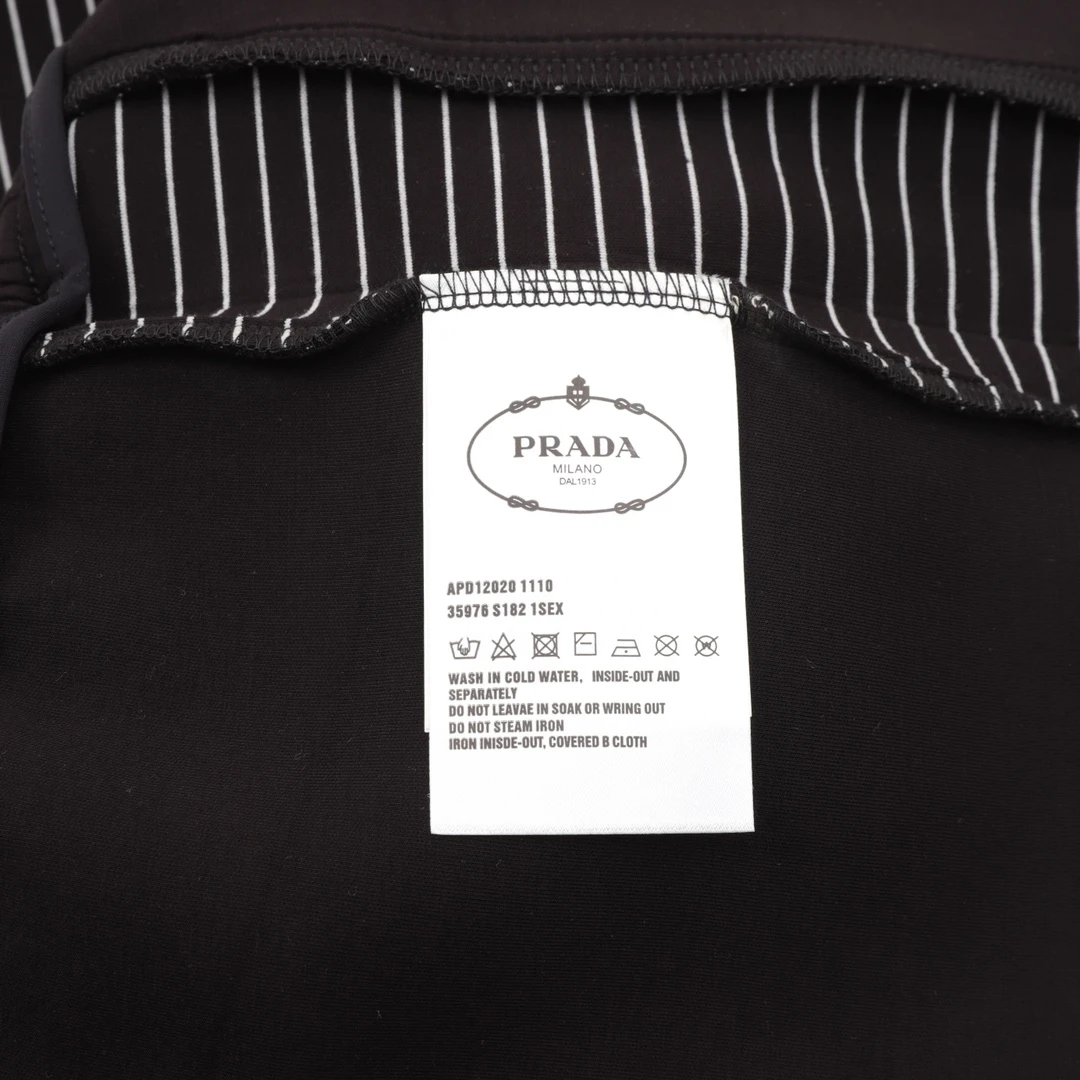 PRADA
MILANO
DAL1913
APD12020 1110
35976 S182 1SEX
WASH IN COLD WATER, INSIDE-OUT AND
SEPARATELY
DO NOT LEAVAE IN SOAK OR WRING OUT
DO NOT STEAM IRON
IRON INISDE-OUT, COVERED B CLOTH